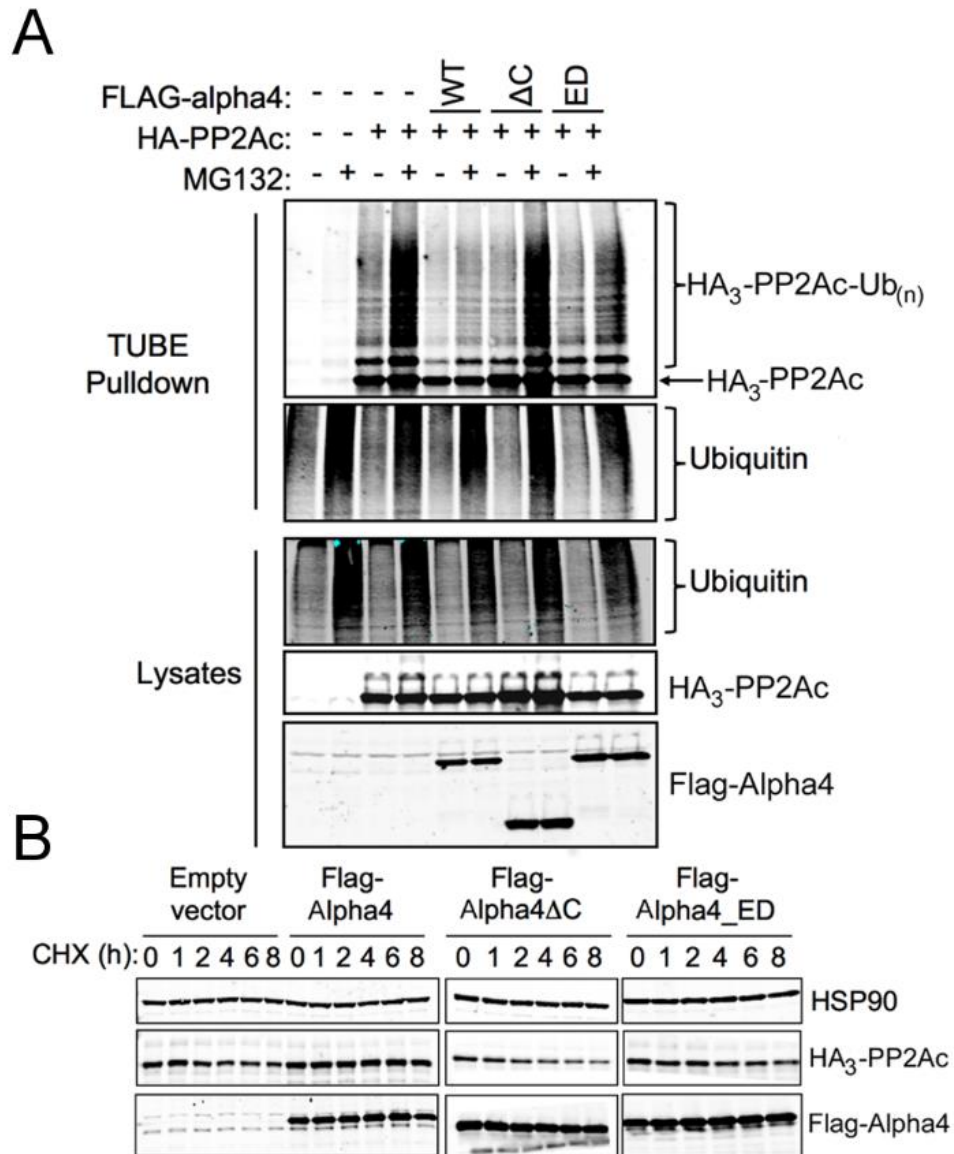 A
WT ΔC ED
FLAG-alpha4: - - - -
HA-PP2Ac: - - + + + + + + + +
MG132: - + - + - + - + - +
HA3-PP2Ac-Ub(n)
TUBE
Pulldown
HA3-PP2Ac
Ubiquitin
Ubiquitin
Lysates
HA3-PP2Ac
Flag-Alpha4
B
Empty vector
Flag-Alpha4
Flag-Alpha4ΔC
Flag-Alpha4_ED
CHX (h): 0 1 2 4 6 8 0 1 2 4 6 8 0 1 2 4 6 8 0 1 2 4 6 8
HSP90
HA3-PP2Ac
Flag-Alpha4